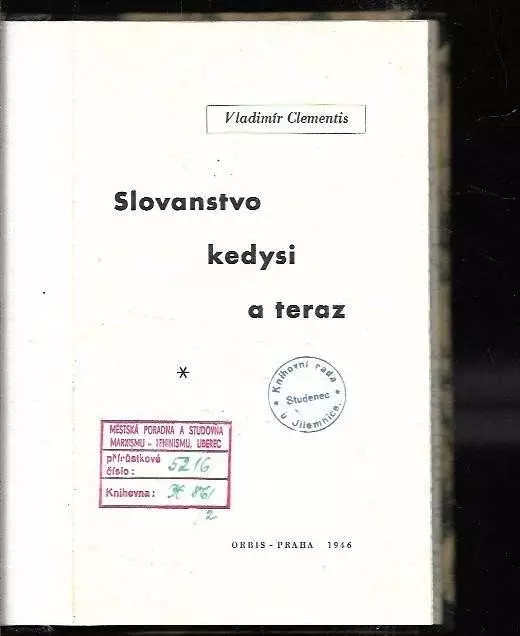 Vladimír Clementis
Slovanstvo
kedysi
a teraz
*
Knihovní rada
Studenec
u Jilemnice.
MĚSTSKÁ PORADNA A STUDOVNA
MARXISMU - LENINISMU, LIBEREC
přírůstkové
číslo: 5216
Knihovna:
2
ORBIS - PRAHA 1946